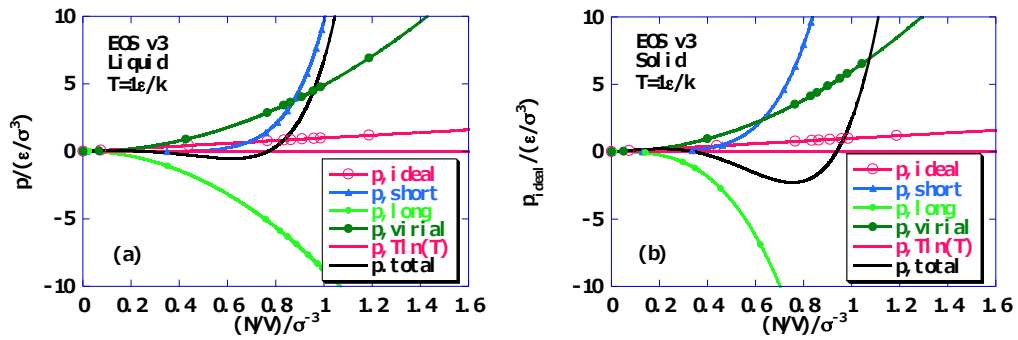 10
5
0
-5
-10
p/(ε/σ³)
EOS v3
Liquid
T=1ε/k
p, ideal
p, short
p, long
p, virial
p, Tln(T)
p. total
(a)
0 0.4 0.6 0.8 1 1.2 1.4 1.6
(N/V)/σ⁻³
10
5
0
-5
-10
p_ideal/(ε/σ³)
EOS v3
Solid
T=1ε/k
p, ideal
p, short
p, long
p, virial
p, Tln(T)
p, total
(b)
0 0.2 0.4 0.6 0.8 1 1.2 1.4 1.6
(N/V)/σ⁻³